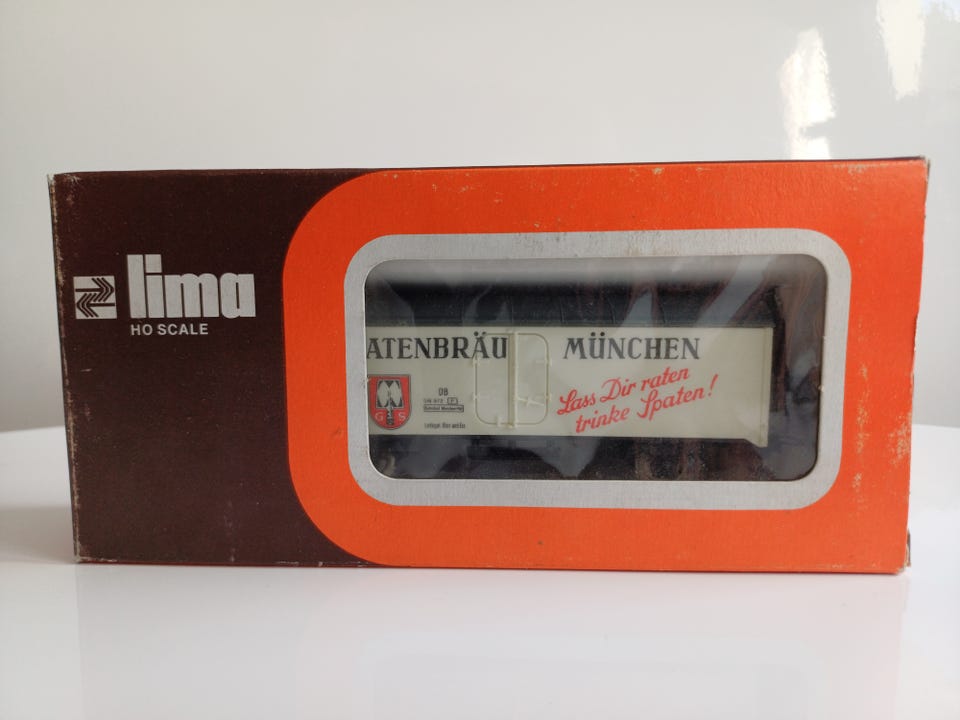 lima
HO SCALE
ATENBRÄU MÜNCHEN
Lass Dir raten
trinke Spaten!
G S
DB